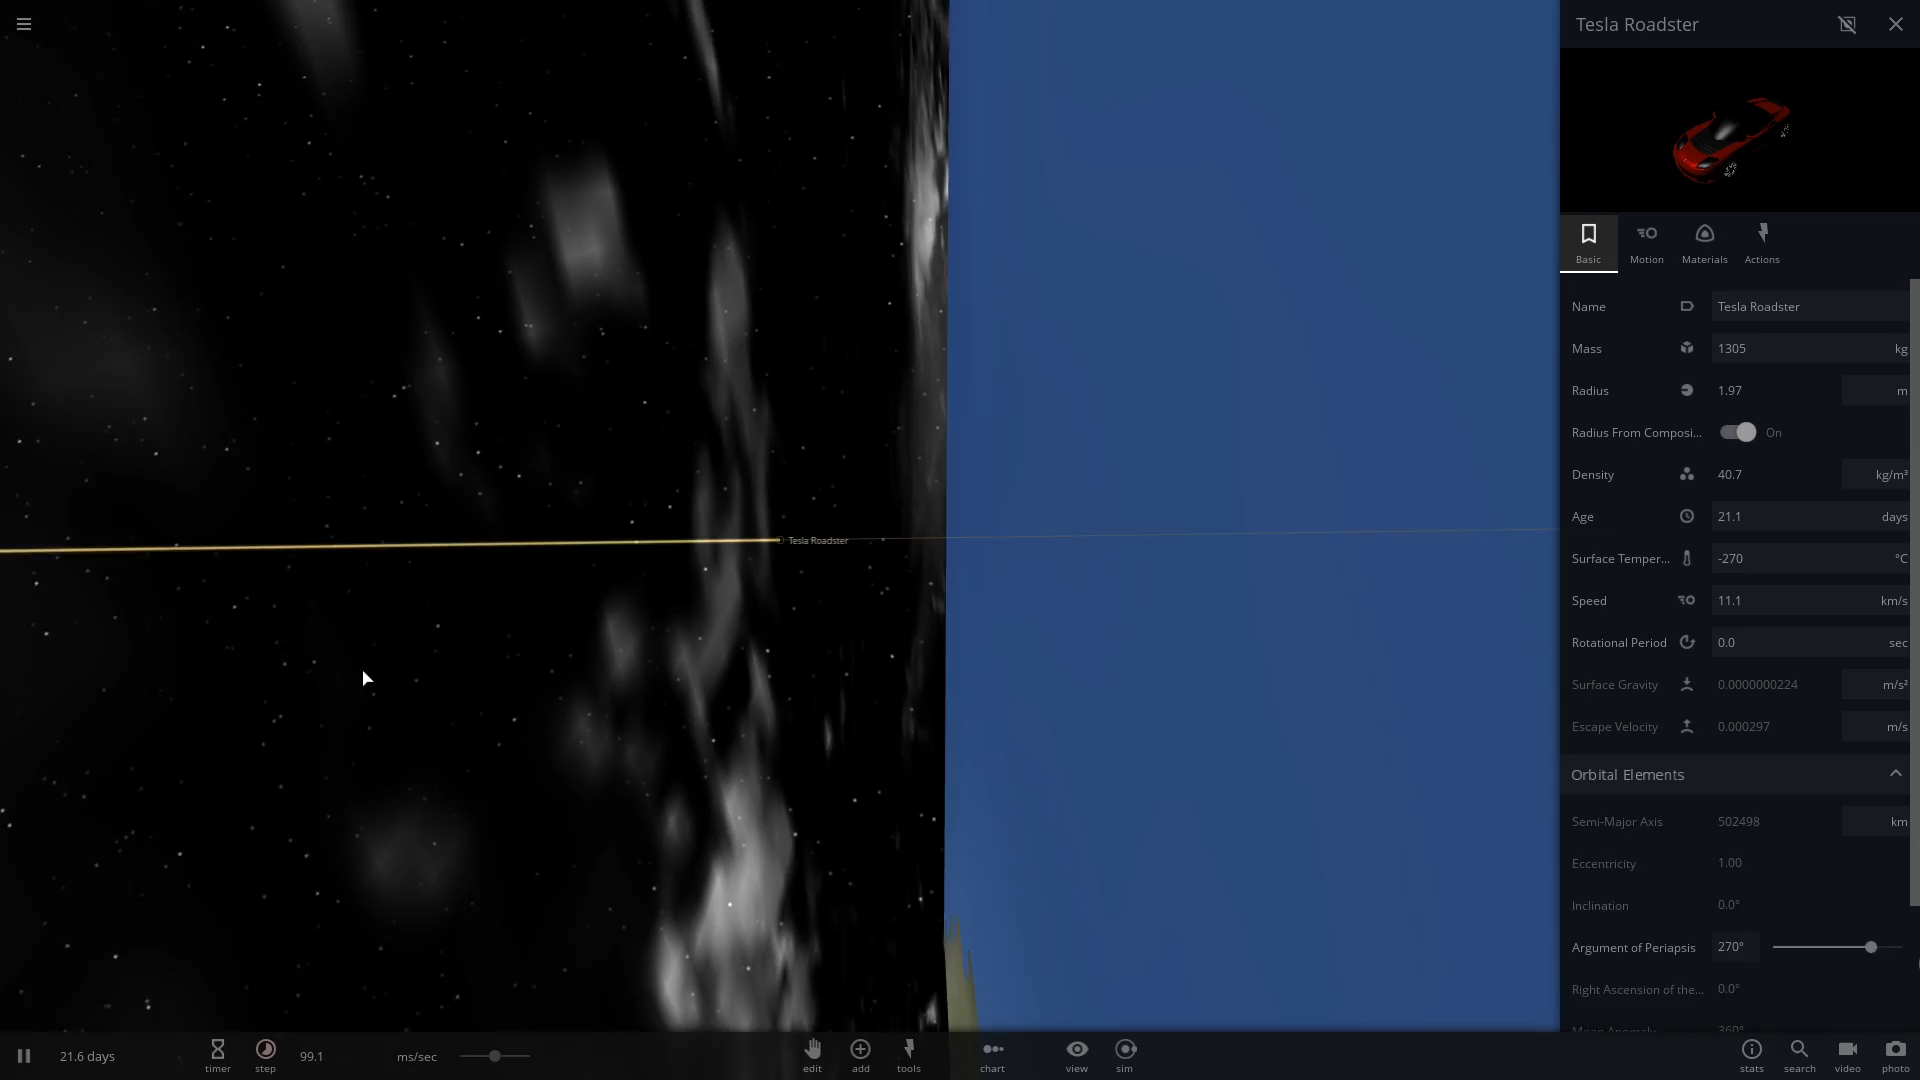 Tesla Roadster
Basic
Motion
Materials
Actions
Name Tesla Roadster
Mass 1305 kg
Radius 1.97 m
Radius From Composi... On
Density 40.7 kg/m³
Age 21.1 days
Tesla Roadster
Surface Temper... -270 °C
Speed 11.1 km/s
Rotational Period 0.0 sec
Surface Gravity 0.0000000224 m/s²
Escape Velocity 0.000297 m/s
Orbital Elements
Semi-Major Axis 502498 km
Eccentricity 1.00
Inclination 0.0°
Argument of Periapsis 270°
Right Ascension of the... 0.0°
Mean Anomaly 360°
21.6 days
timer
step
99.1 ms/sec
edit
add
tools
chart
view
sim
stats
search
video
photo